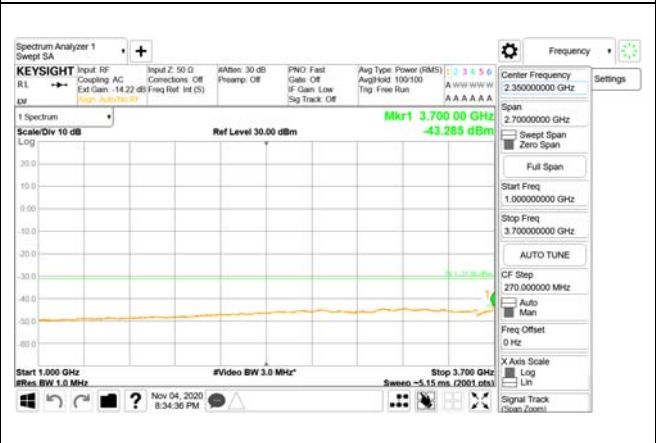 Spectrum Analyzer 1
Swept SA
Frequency
Settings
KEYSIGHT
RL
Input: RF
Coupling: AC
Ext Gain: -14.22 dB
Align: Auto/No RF
Input Z: 50 Ω
Corrections: Off
Freq Ref: Int (S)
#Atten: 30 dB
Preamp: Off
PNO: Fast
Gate: Off
IF Gain: Low
Sig Track: Off
Avg Type: Power (RMS)
Avg|Hold: 100/100
Trig: Free Run
1 2 3 4 5 6
A W W W W W
A A A A A A
1 Spectrum
Scale/Div 10 dB
Log
Ref Level 30.00 dBm
Mkr1 3.700 00 GHz
-43.285 dBm
20.0
10.0
0.00
-10.0
-20.0
-30.0
-40.0
-50.0
-60.0
1
Start 1.000 GHz
#Res BW 1.0 MHz
#Video BW 3.0 MHz*
Stop 3.700 GHz
Sweep ~5.15 ms (2001 pts)
Nov 04, 2020
8:34:36 PM
Center Frequency
2.350000000 GHz
Span
2.70000000 GHz
Swept Span
Zero Span
Full Span
Start Freq
1.000000000 GHz
Stop Freq
3.700000000 GHz
AUTO TUNE
CF Step
270.000000 MHz
Auto
Man
Freq Offset
0 Hz
X Axis Scale
Log
Lin
Signal Track
(Span Zoom)